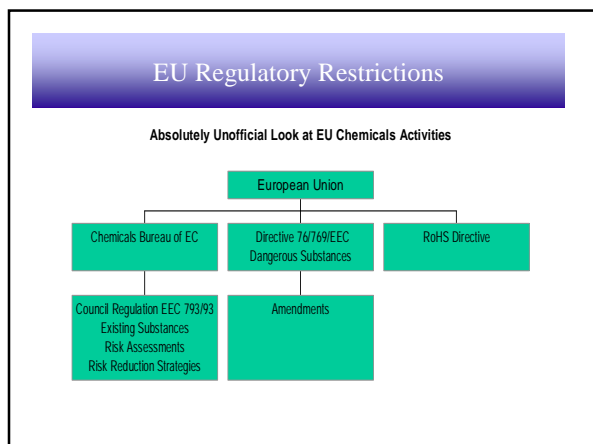 EU Regulatory Restrictions
Absolutely Unofficial Look at EU Chemicals Activities
European Union
Chemicals Bureau of EC
Directive 76/769/EEC
Dangerous Substances
RoHS Directive
Council Regulation EEC 793/93
Existing Substances
Risk Assessments
Risk Reduction Strategies
Amendments